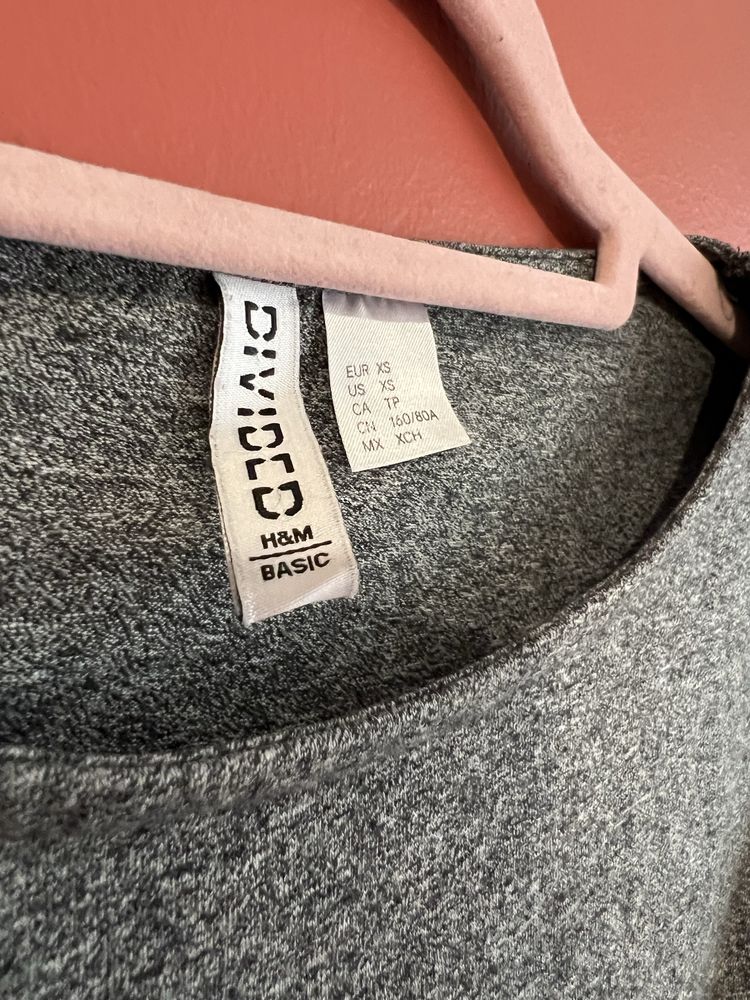 DIVIDED
H&M
BASIC
EUR XS
US XS
CA TP
CN 160/80A
MX XCH